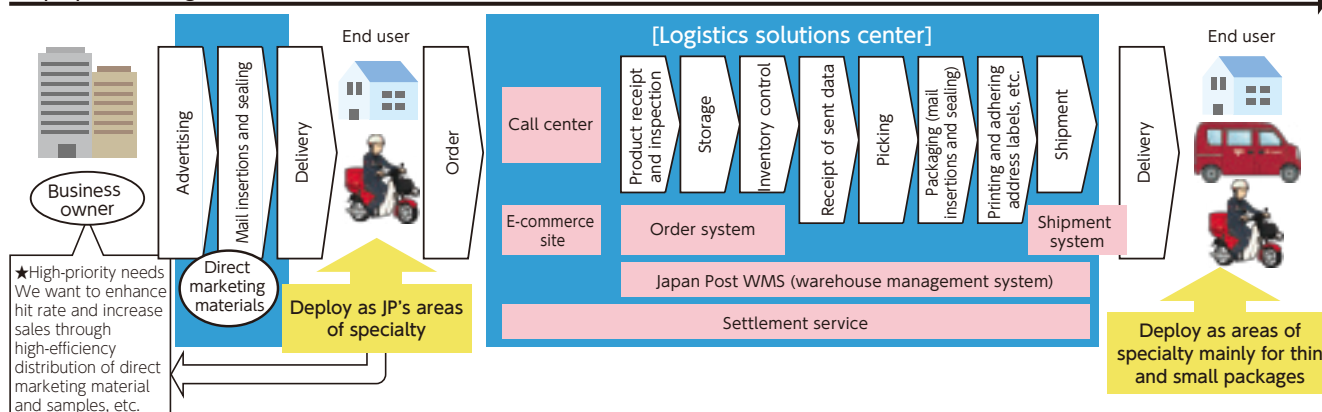 Business
owner
★High-priority needs
We want to enhance
hit rate and increase
sales through
high-efficiency
distribution of direct
marketing material
and samples, etc.
Advertising
Mail insertions and sealing
Direct
marketing
materials
Delivery
End user
Deploy as JP's areas
of specialty
Order
[Logistics solutions center]
Call center
E-commerce
site
Product receipt
and inspection
Storage
Inventory control
Receipt of sent data
Picking
Packaging (mail
insertions and sealing)
Printing and adhering
address labels, etc.
Shipment
Order system
Shipment
system
Japan Post WMS (warehouse management system)
Settlement service
Delivery
End user
Deploy as areas of
specialty mainly for thin
and small packages